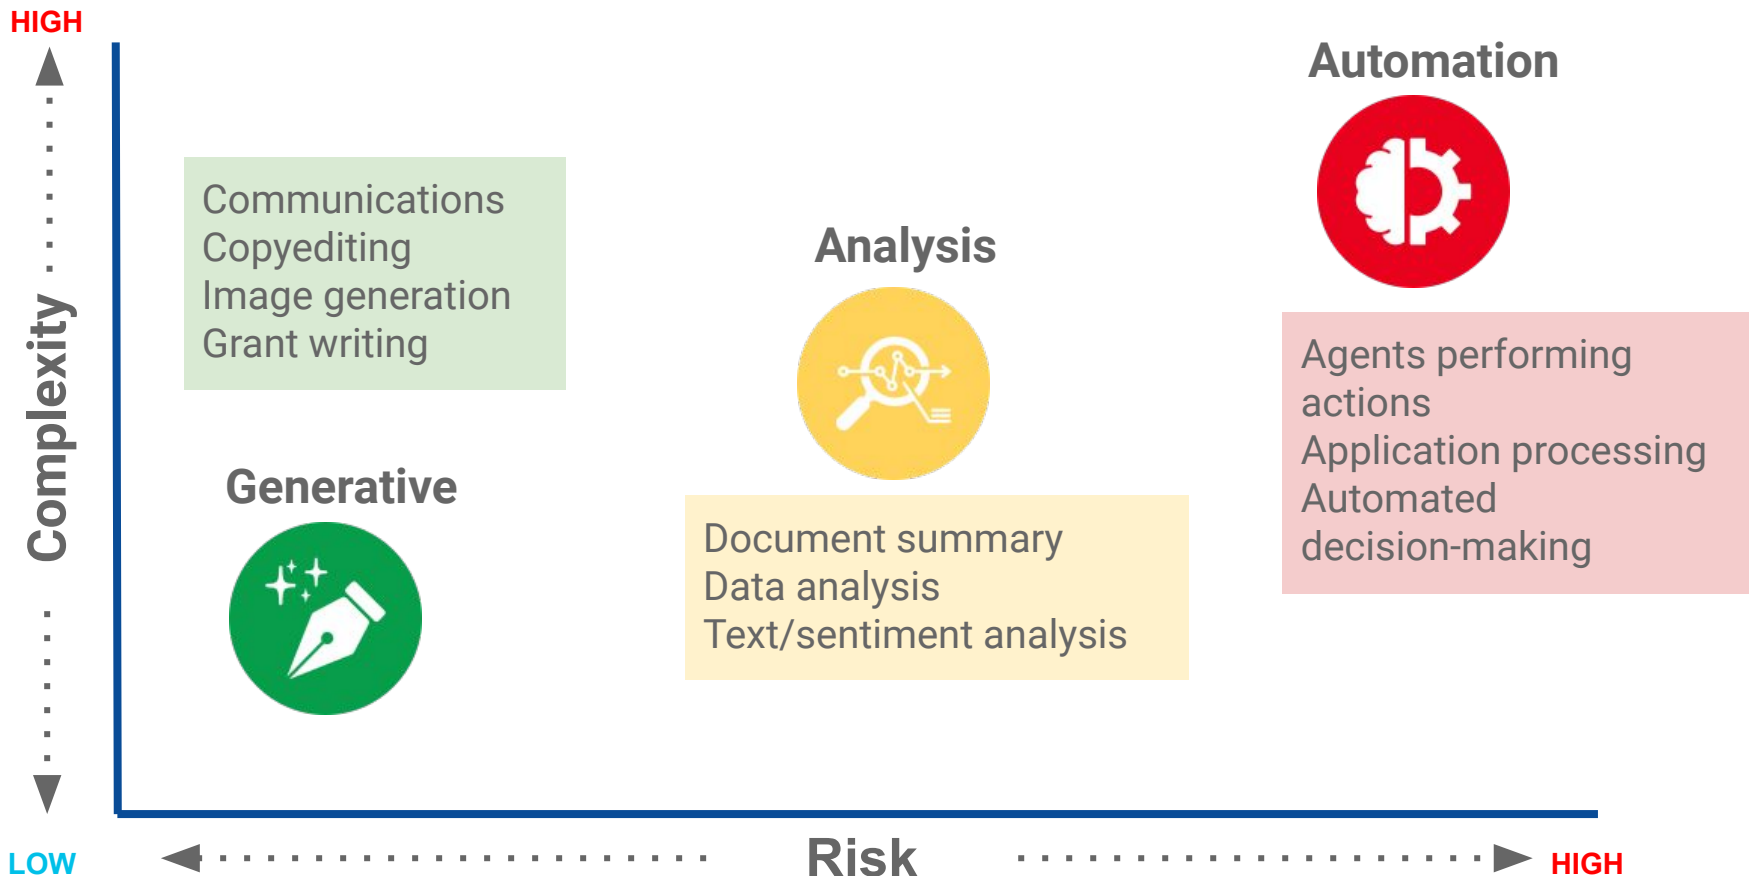 HIGH
Automation
Communications
Copyediting
Image generation
Grant writing
Analysis
Complexity
Generative
Agents performing
actions
Application processing
Automated
decision-making
Document summary
Data analysis
Text/sentiment analysis
LOW
Risk
HIGH